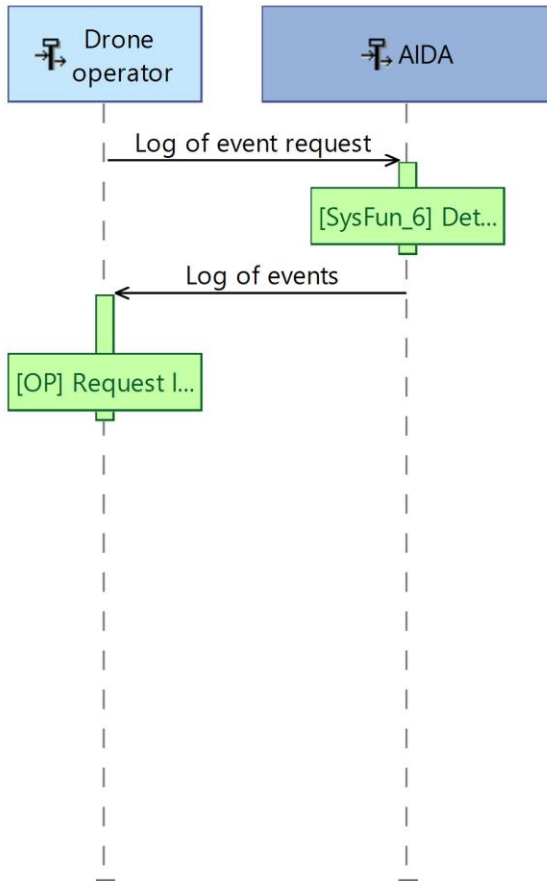 Drone
operator
AIDA
Log of event request
[SysFun_6] Det...
Log of events
[OP] Request l...